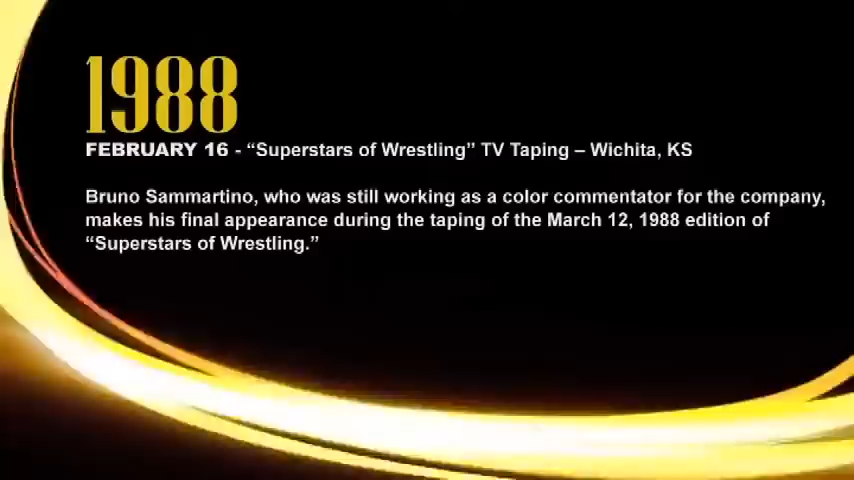 1988
FEBRUARY 16 - “Superstars of Wrestling” TV Taping – Wichita, KS
Bruno Sammartino, who was still working as a color commentator for the company,
makes his final appearance during the taping of the March 12, 1988 edition of
“Superstars of Wrestling.”